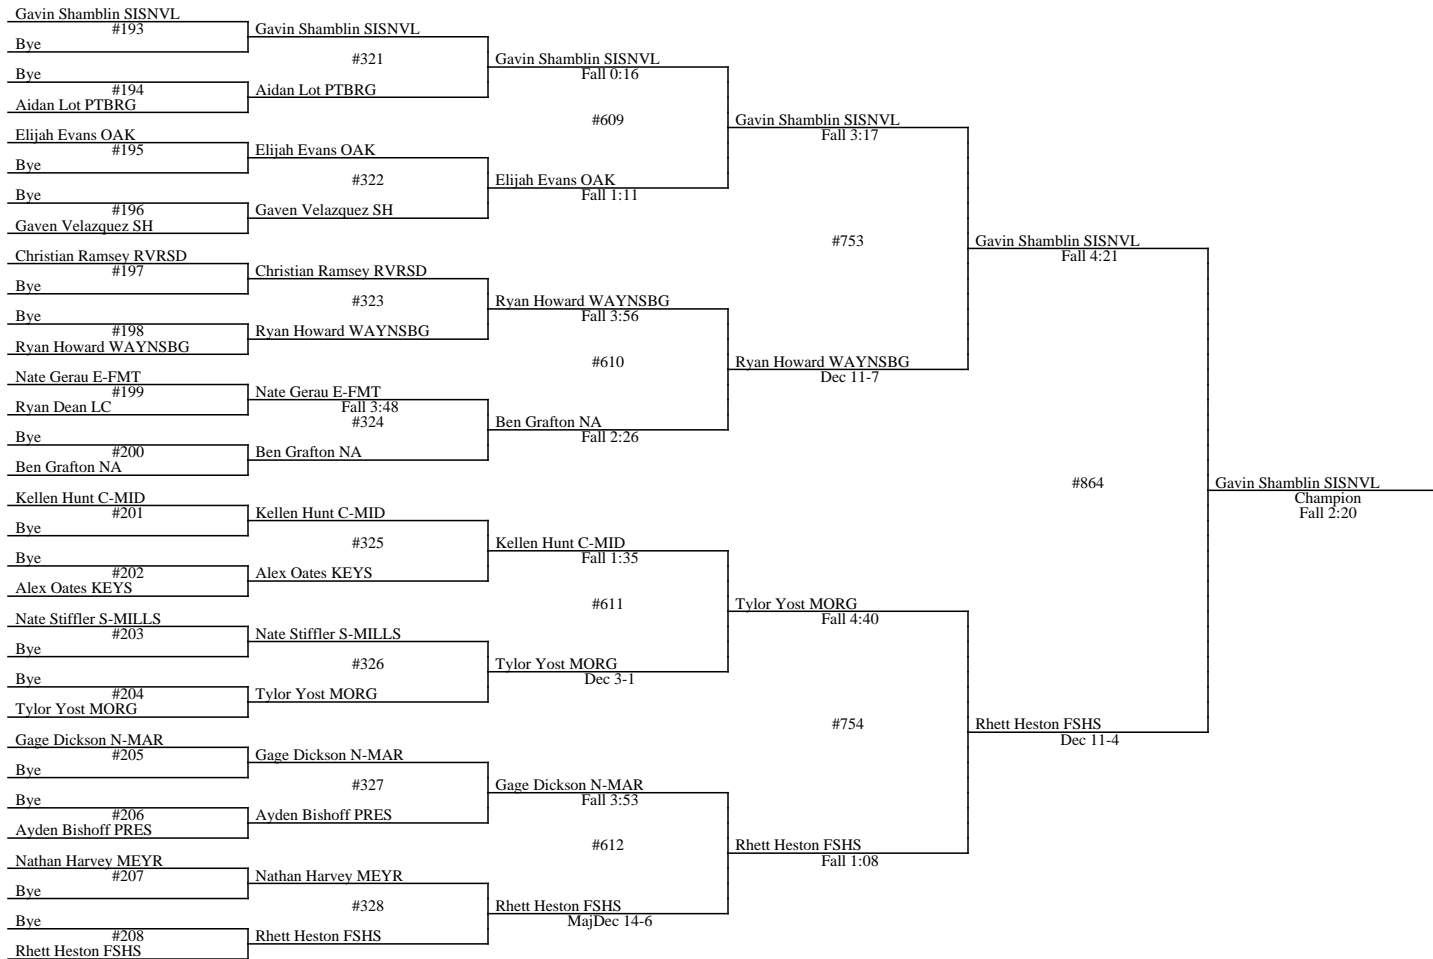 Gavin Shamblin SISNVL
#193
Bye
Bye
#194
Aidan Lot PTBRG
Elijah Evans OAK
#195
Bye
Bye
#196
Gaven Velazquez SH
Christian Ramsey RVRSD
#197
Bye
Bye
#198
Ryan Howard WAYNSBG
Nate Gerau E-FMT
#199
Ryan Dean LC
Bye
#200
Ben Grafton NA
Kellen Hunt C-MID
#201
Bye
Bye
#202
Alex Oates KEYS
Nate Stiffler S-MILLS
#203
Bye
Bye
#204
Tylor Yost MORG
Gage Dickson N-MAR
#205
Bye
Bye
#206
Ayden Bishoff PRES
Nathan Harvey MEYR
#207
Bye
Bye
#208
Rhett Heston FSHS
Gavin Shamblin SISNVL
#321
Aidan Lot PTBRG
Elijah Evans OAK
#322
Gaven Velazquez SH
Christian Ramsey RVRSD
#323
Ryan Howard WAYNSBG
Nate Gerau E-FMT
Fall 3:48
#324
Ben Grafton NA
Kellen Hunt C-MID
#325
Alex Oates KEYS
Nate Stiffler S-MILLS
#326
Tylor Yost MORG
Gage Dickson N-MAR
#327
Ayden Bishoff PRES
Nathan Harvey MEYR
#328
Rhett Heston FSHS
Gavin Shamblin SISNVL
Fall 0:16
#609
Elijah Evans OAK
Fall 1:11
Ryan Howard WAYNSBG
Fall 3:56
#610
Ben Grafton NA
Fall 2:26
Kellen Hunt C-MID
Fall 1:35
#611
Tylor Yost MORG
Dec 3-1
Gage Dickson N-MAR
Fall 3:53
#612
Rhett Heston FSHS
MajDec 14-6
Gavin Shamblin SISNVL
Fall 3:17
#753
Ryan Howard WAYNSBG
Dec 11-7
Tylor Yost MORG
Fall 4:40
#754
Rhett Heston FSHS
Fall 1:08
Gavin Shamblin SISNVL
Fall 4:21
#864
Rhett Heston FSHS
Dec 11-4
Gavin Shamblin SISNVL
Champion
Fall 2:20